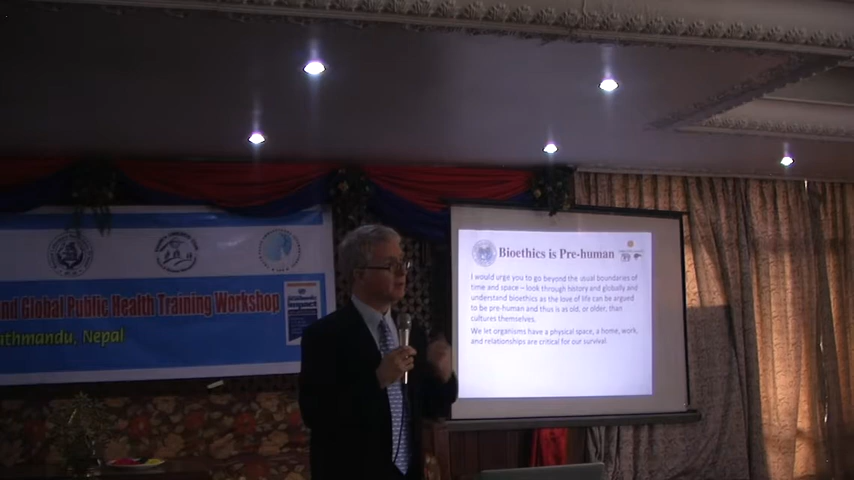 and Global Public Health Training Workshop
athmandu, Nepal
Bioethics is Pre-human
I would urge you to go beyond the usual boundaries of
time and space – look through history and globally and
understand bioethics as the love of life can be argued
to be pre-human and thus is as old, or older, than
cultures themselves.
We let organisms have a physical space, a home, work,
and relationships are critical for our survival.